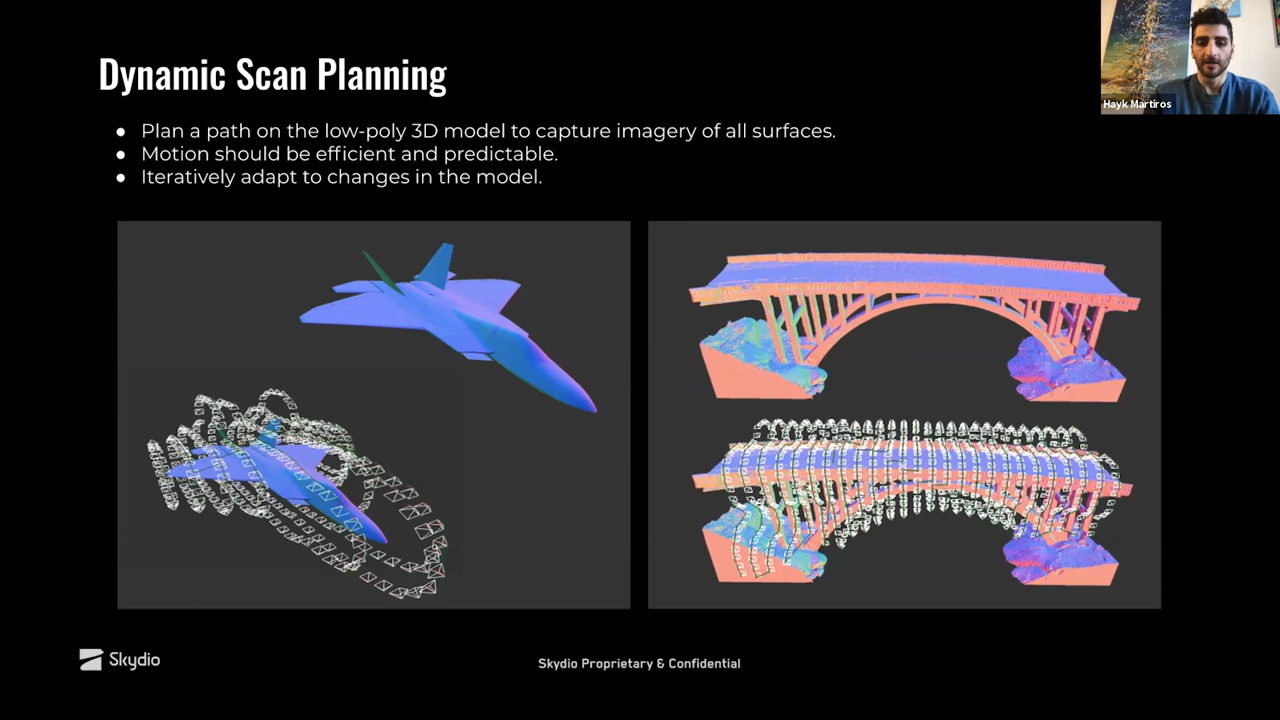 Dynamic Scan Planning
● Plan a path on the low-poly 3D model to capture imagery of all surfaces.
● Motion should be efficient and predictable.
● Iteratively adapt to changes in the model.
Hayk Martiros
Skydio
Skydio Proprietary & Confidential